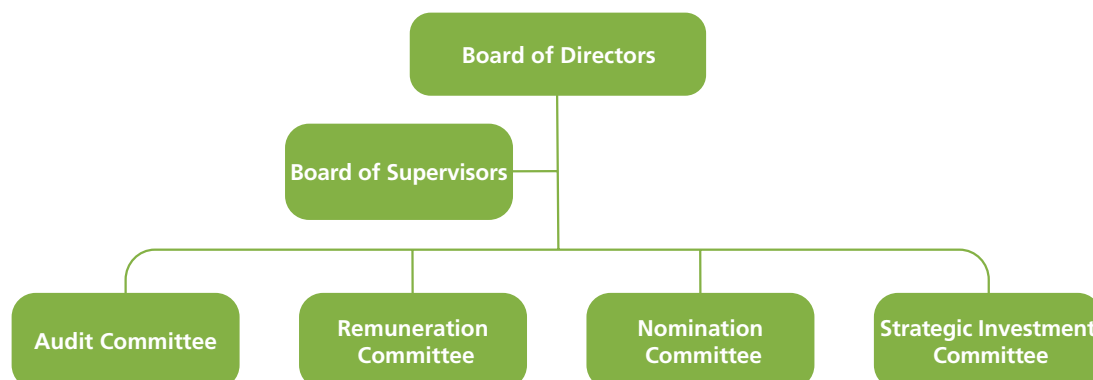 Board of Directors
Board of Supervisors
Audit Committee
Remuneration
Committee
Nomination
Committee
Strategic Investment
Committee